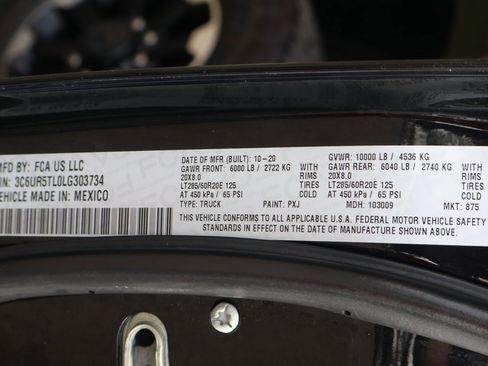 MFD BY: FCA US LLC
IN: 3C6UR5TL0LG303734
VEHICLE MADE IN: MEXICO
DATE OF MFR (BUILT): 10-20
GAWR FRONT: 6000 LB / 2722 KG
20X8.0 WITH RIMS
LT285/60R20E 125 TIRES
AT 450 kPa / 65 PSI COLD
TYPE: TRUCK PAINT: PXJ
GVWR: 10000 LB / 4536 KG
GAWR REAR: 6040 LB / 2740 KG
20X8.0 WITH RIMS
LT285/60R20E 125 TIRES
AT 450 kPa / 65 PSI COLD
MDH: 103009 MKT: 875
THIS VEHICLE CONFORMS TO ALL APPLICABLE U.S.A. FEDERAL MOTOR VEHICLE SAFETY
STANDARDS IN EFFECT ON THE DATE OF MANUFACTURE SHOWN ABOVE.